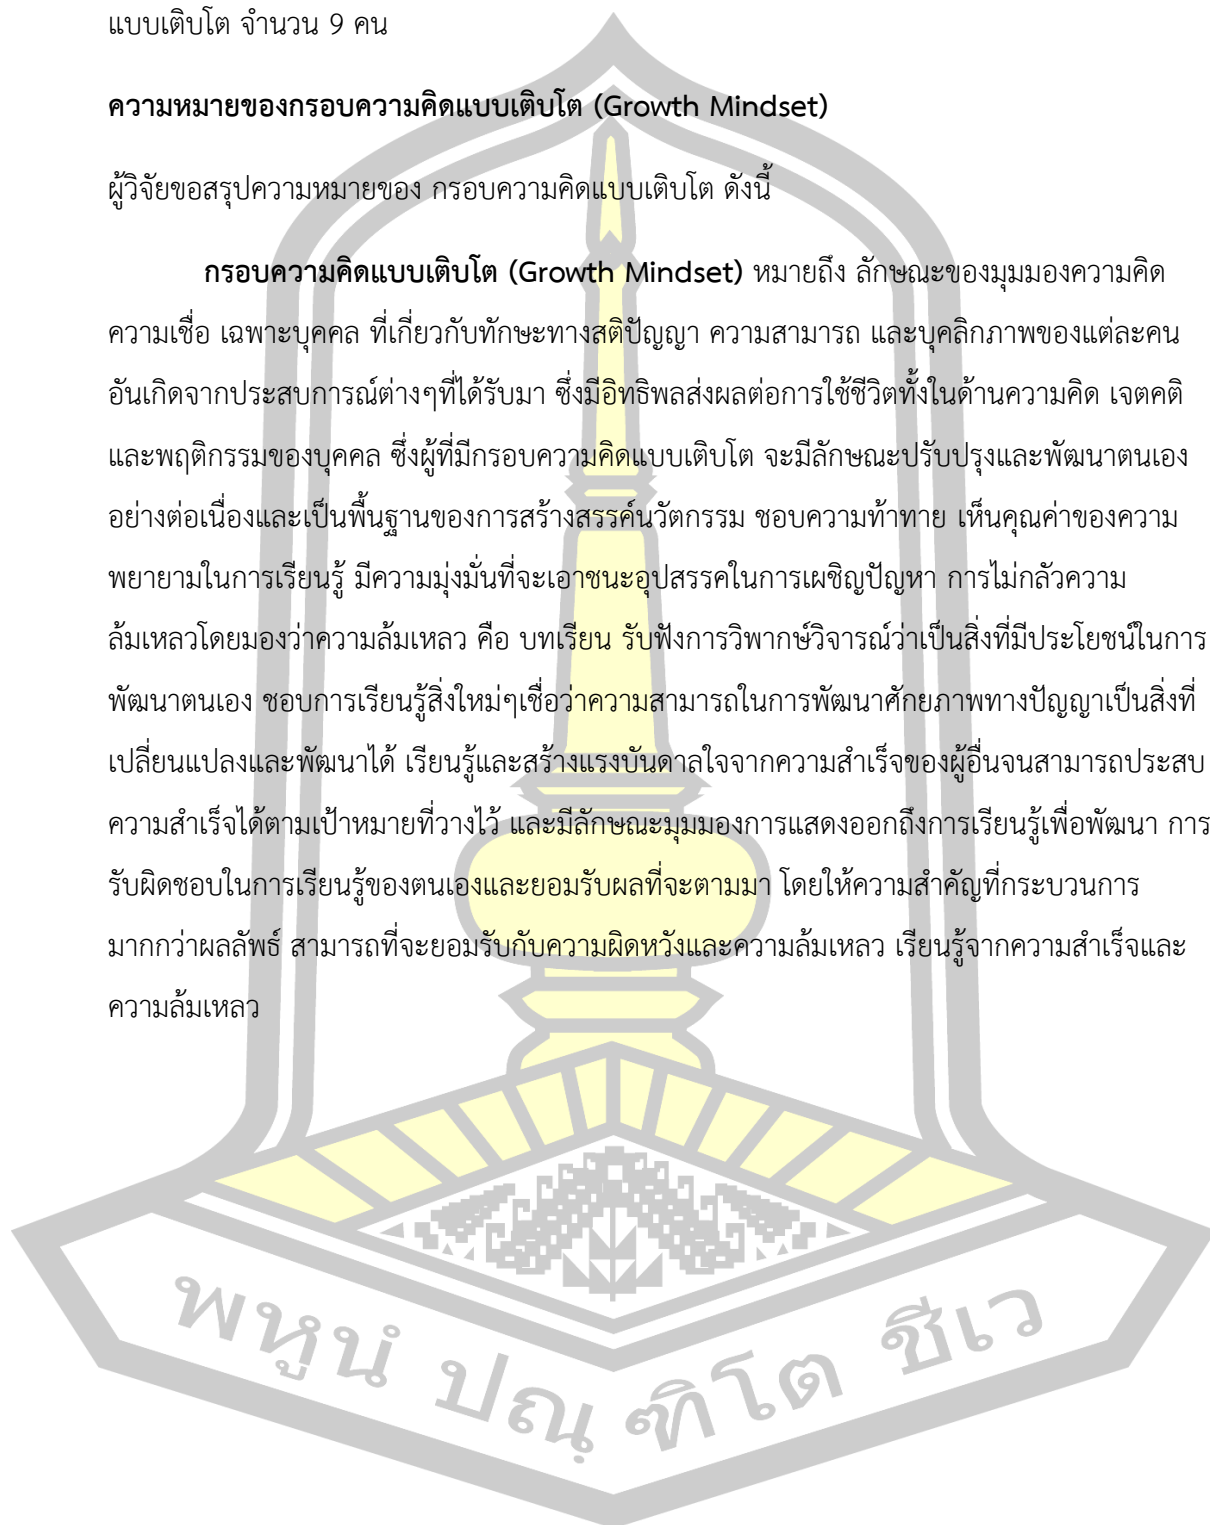 แบบเติบโต จำนวน 9 คน
ความหมายของกรอบความคิดแบบเติบโต (Growth Mindset)
ผู้วิจัยขอสรุปความหมายของ กรอบความคิดแบบเติบโต ดังนี้
กรอบความคิดแบบเติบโต (Growth Mindset) หมายถึง ลักษณะของมุมมองความคิด
ความเชื่อ เฉพาะบุคคล ที่เกี่ยวกับทักษะทางสติปัญญา ความสามารถ และบุคลิกภาพของแต่ละคน
อันเกิดจากประสบการณ์ต่างๆที่ได้รับมา ซึ่งมีอิทธิพลส่งผลต่อการใช้ชีวิตทั้งในด้านความคิด เจตคติ
และพฤติกรรมของบุคคล ซึ่งผู้ที่มีกรอบความคิดแบบเติบโต จะมีลักษณะปรับปรุงและพัฒนาตนเอง
อย่างต่อเนื่องและเป็นพื้นฐานของการสร้างสรรค์นวัตกรรม ชอบความท้าทาย เห็นคุณค่าของความ
พยายามในการเรียนรู้ มีความมุ่งมั่นที่จะเอาชนะอุปสรรคในการเผชิญปัญหา การไม่กลัวความ
ล้มเหลวโดยมองว่าความล้มเหลว คือ บทเรียน รับฟังการวิพากษ์วิจารณ์ว่าเป็นสิ่งที่มีประโยชน์ในการ
พัฒนาตนเอง ชอบการเรียนรู้สิ่งใหม่ๆเชื่อว่าความสามารถในการพัฒนาศักยภาพทางปัญญาเป็นสิ่งที่
เปลี่ยนแปลงและพัฒนาได้ เรียนรู้และสร้างแรงบันดาลใจจากความสำเร็จของผู้อื่นจนสามารถประสบ
ความสำเร็จได้ตามเป้าหมายที่วางไว้ และมีลักษณะมุมมองการแสดงออกถึงการเรียนรู้เพื่อพัฒนา การ
รับผิดชอบในการเรียนรู้ของตนเองและยอมรับผลที่จะตามมา โดยให้ความสำคัญที่กระบวนการ
มากกว่าผลลัพธ์ สามารถที่จะยอมรับกับความผิดหวังและความล้มเหลว เรียนรู้จากความสำเร็จและ
ความล้มเหลว
พหูนํ ปณฺ ฑิโต ชีเว